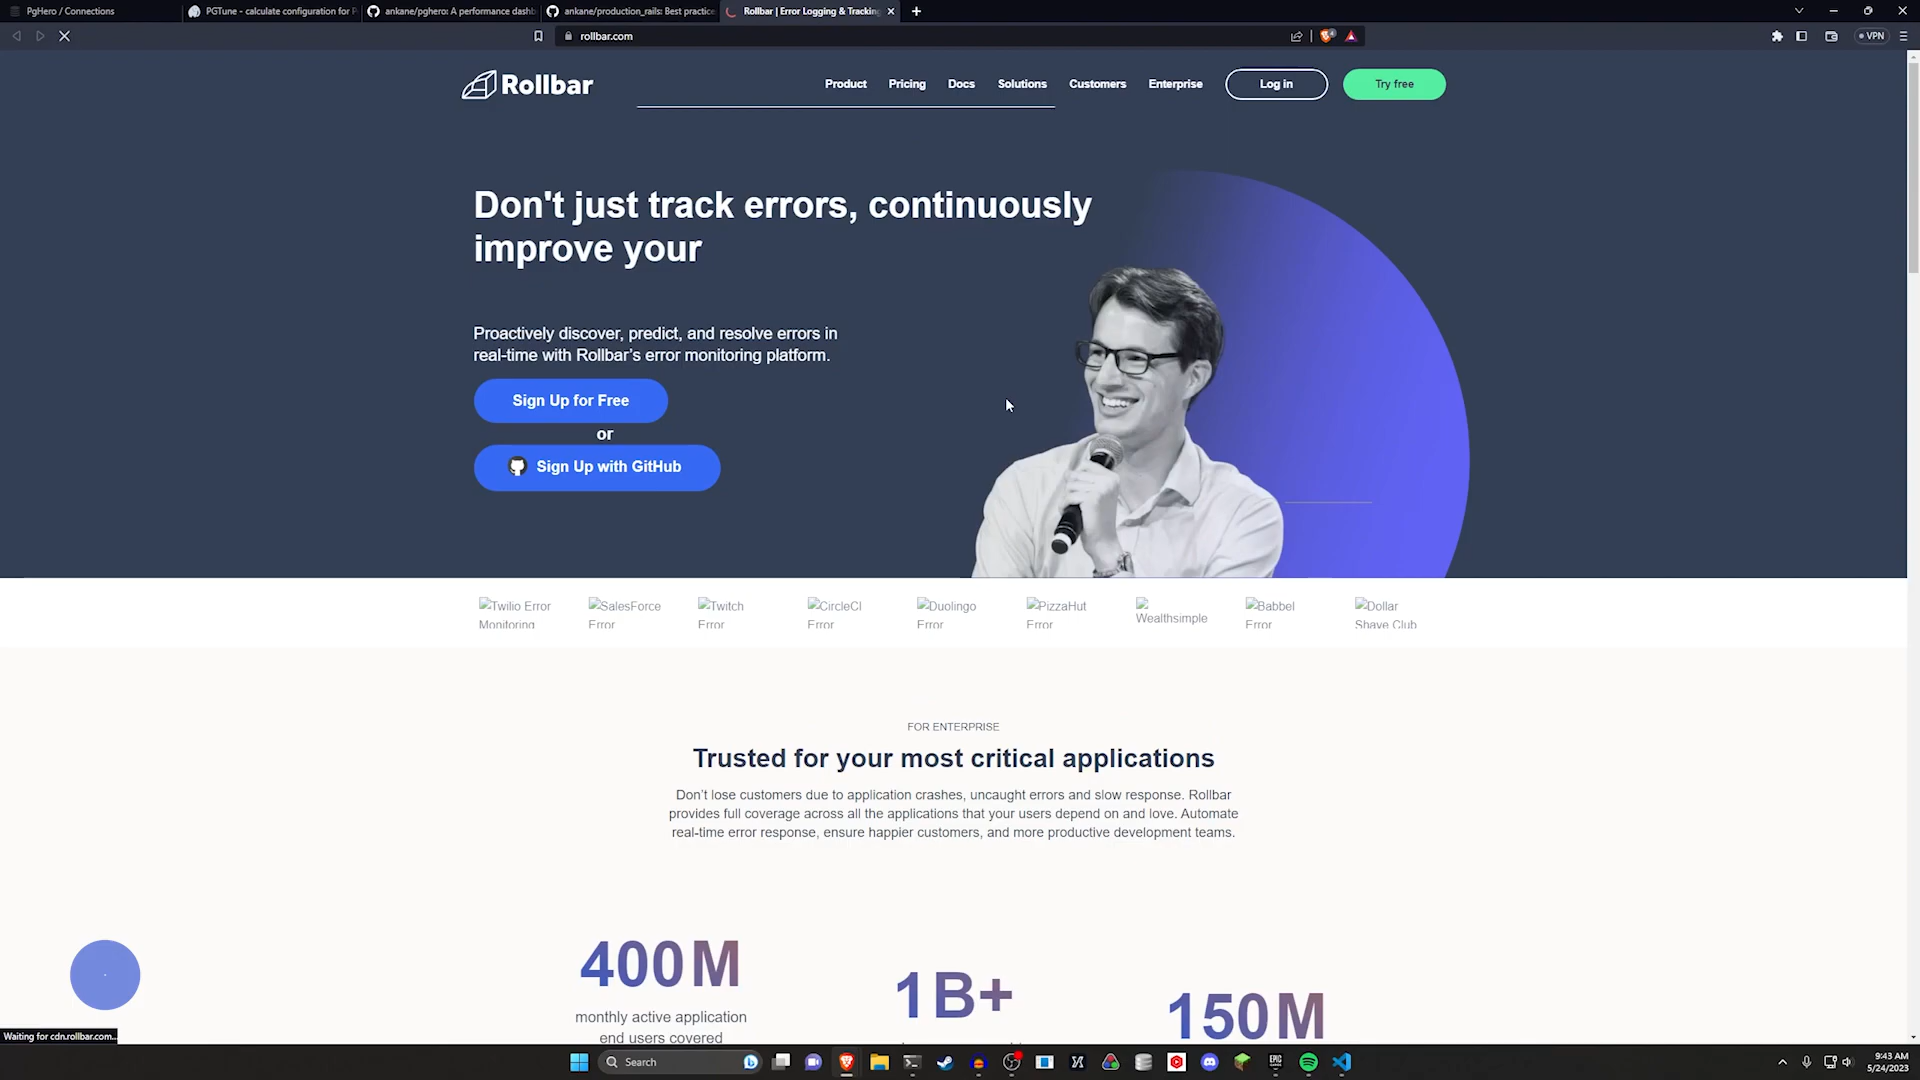 PgHero / Connections
PGTune - calculate configuration for P
ankane/pghero: A performance dashb
ankane/production_rails: Best practice
Rollbar | Error Logging & Tracking
rollbar.com
4
VPN
Rollbar
Product
Pricing
Docs
Solutions
Customers
Enterprise
Log in
Try free
Don't just track errors, continuously
improve your
Proactively discover, predict, and resolve errors in
real-time with Rollbar’s error monitoring platform.
Sign Up for Free
or
Sign Up with GitHub
Twilio Error
Monitoring
SalesForce
Error
Twitch
Error
CircleCI
Error
Duolingo
Error
PizzaHut
Error
Wealthsimple
Babbel
Error
Dollar
Shave Club
FOR ENTERPRISE
Trusted for your most critical applications
Don’t lose customers due to application crashes, uncaught errors and slow response. Rollbar
provides full coverage across all the applications that your users depend on and love. Automate
real-time error response, ensure happier customers, and more productive development teams.
400M
monthly active application
end users covered
1B+
150M
Waiting for cdn.rollbar.com...
Search
9:43 AM
5/24/2023